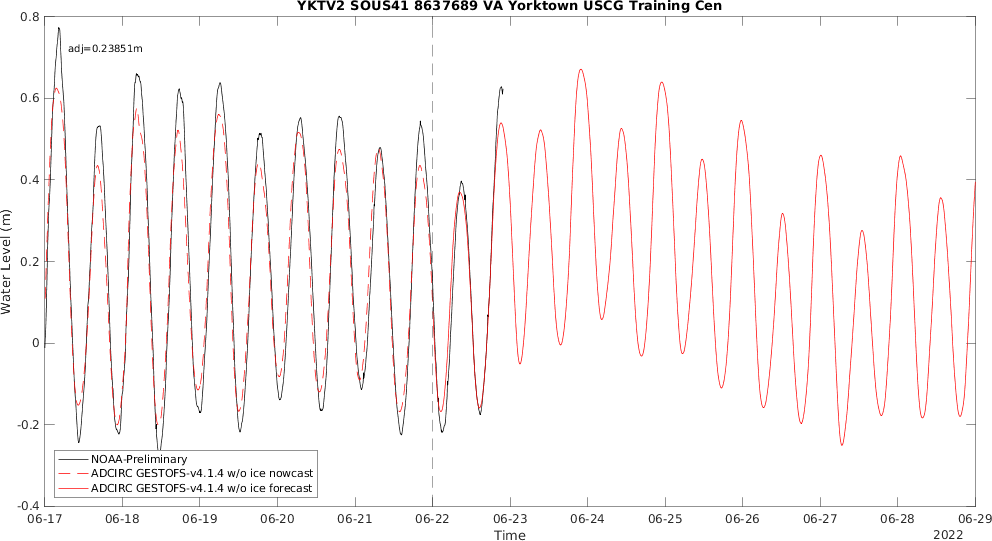 YKTV2 SOUS41 8637689 VA Yorktown USCG Training Cen
adj=0.23851m
0.8
0.6
0.4
0.2
0
-0.2
-0.4
Water Level (m)
NOAA-Preliminary
ADCIRC GESTOFS-v4.1.4 w/o ice nowcast
ADCIRC GESTOFS-v4.1.4 w/o ice forecast
06-17 06-18 06-19 06-20 06-21 06-22 06-23 06-24 06-25 06-26 06-27 06-28 06-29
Time
2022